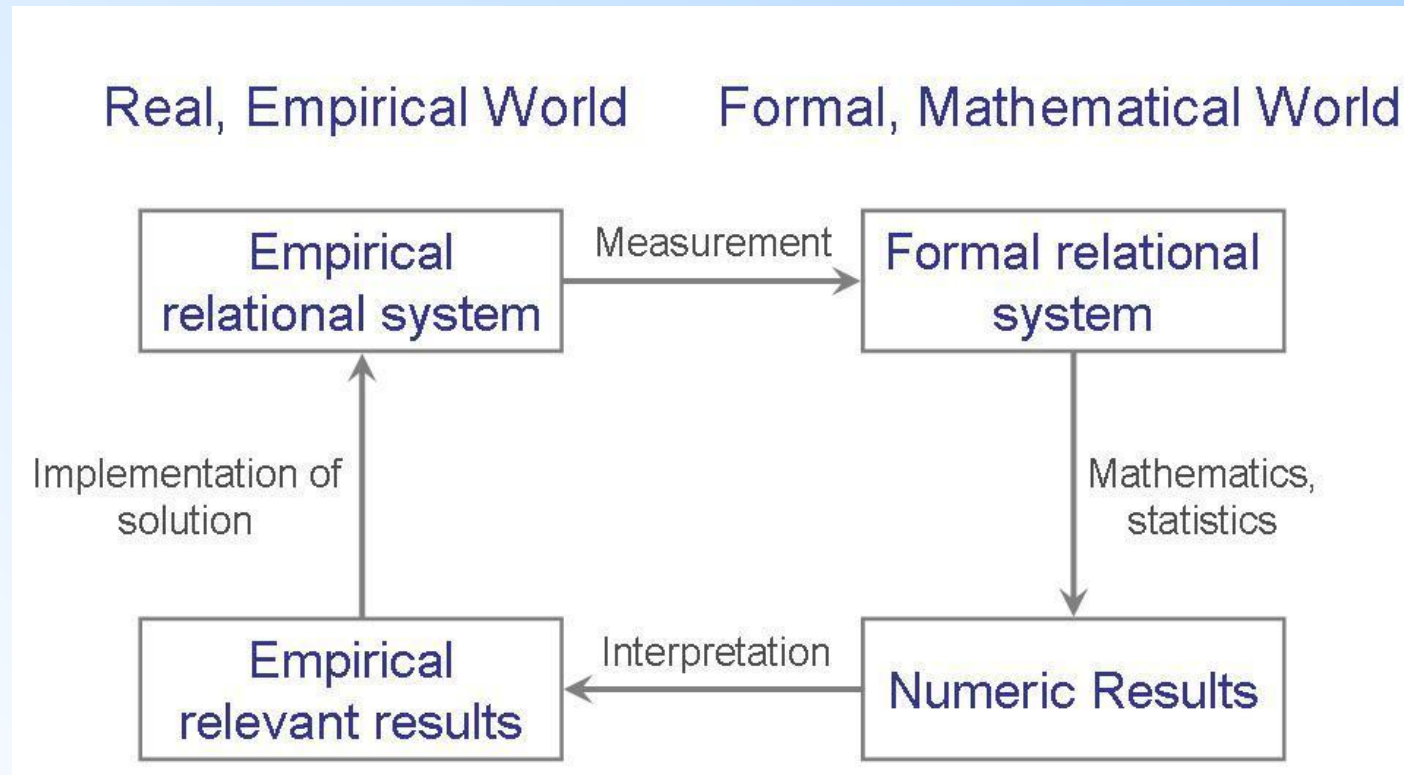 Real, Empirical World
Formal, Mathematical World
Empirical
relational system
Measurement
Formal relational
system
Implementation of
solution
Mathematics,
statistics
Empirical
relevant results
Interpretation
Numeric Results